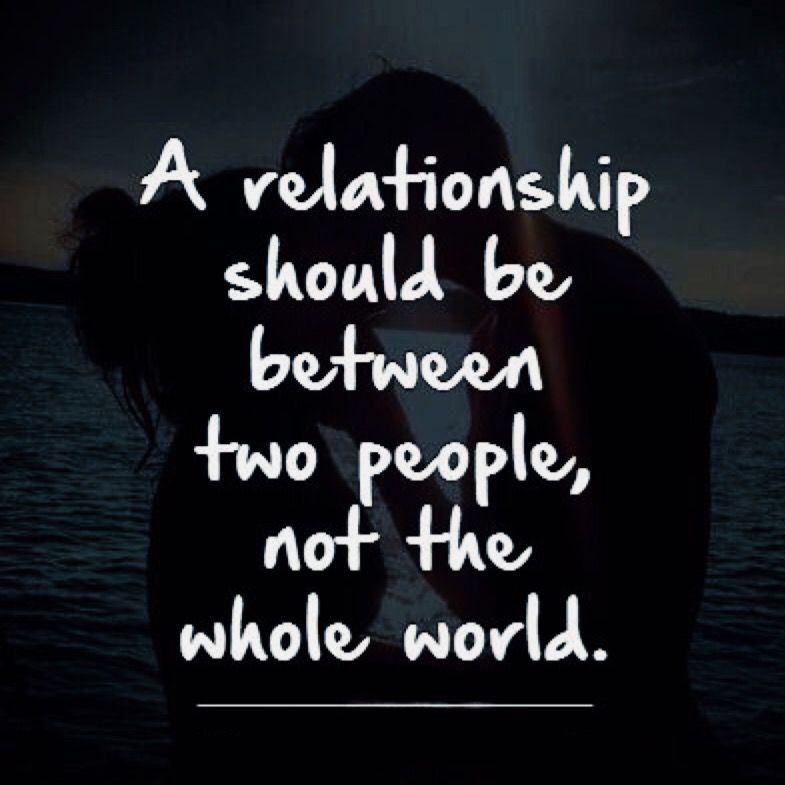 A relationship
should be
between
two people,
not the
whole world.